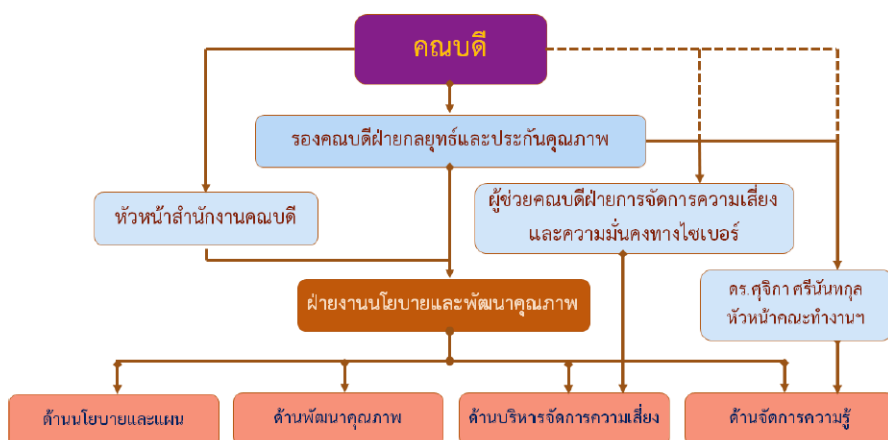 คณบดี
รองคณบดีฝ่ายกลยุทธ์และประกันคุณภาพ
หัวหน้าสำนักงานคณบดี
ผู้ช่วยคณบดีฝ่ายการจัดการความเสี่ยง
และความมั่นคงทางไซเบอร์
ฝ่ายงานนโยบายและพัฒนาคุณภาพ
ดร.ศุจิกา ศรีนันทกุล
หัวหน้าคณะทำงานฯ
ด้านนโยบายและแผน
ด้านพัฒนาคุณภาพ
ด้านบริหารจัดการความเสี่ยง
ด้านจัดการความรู้